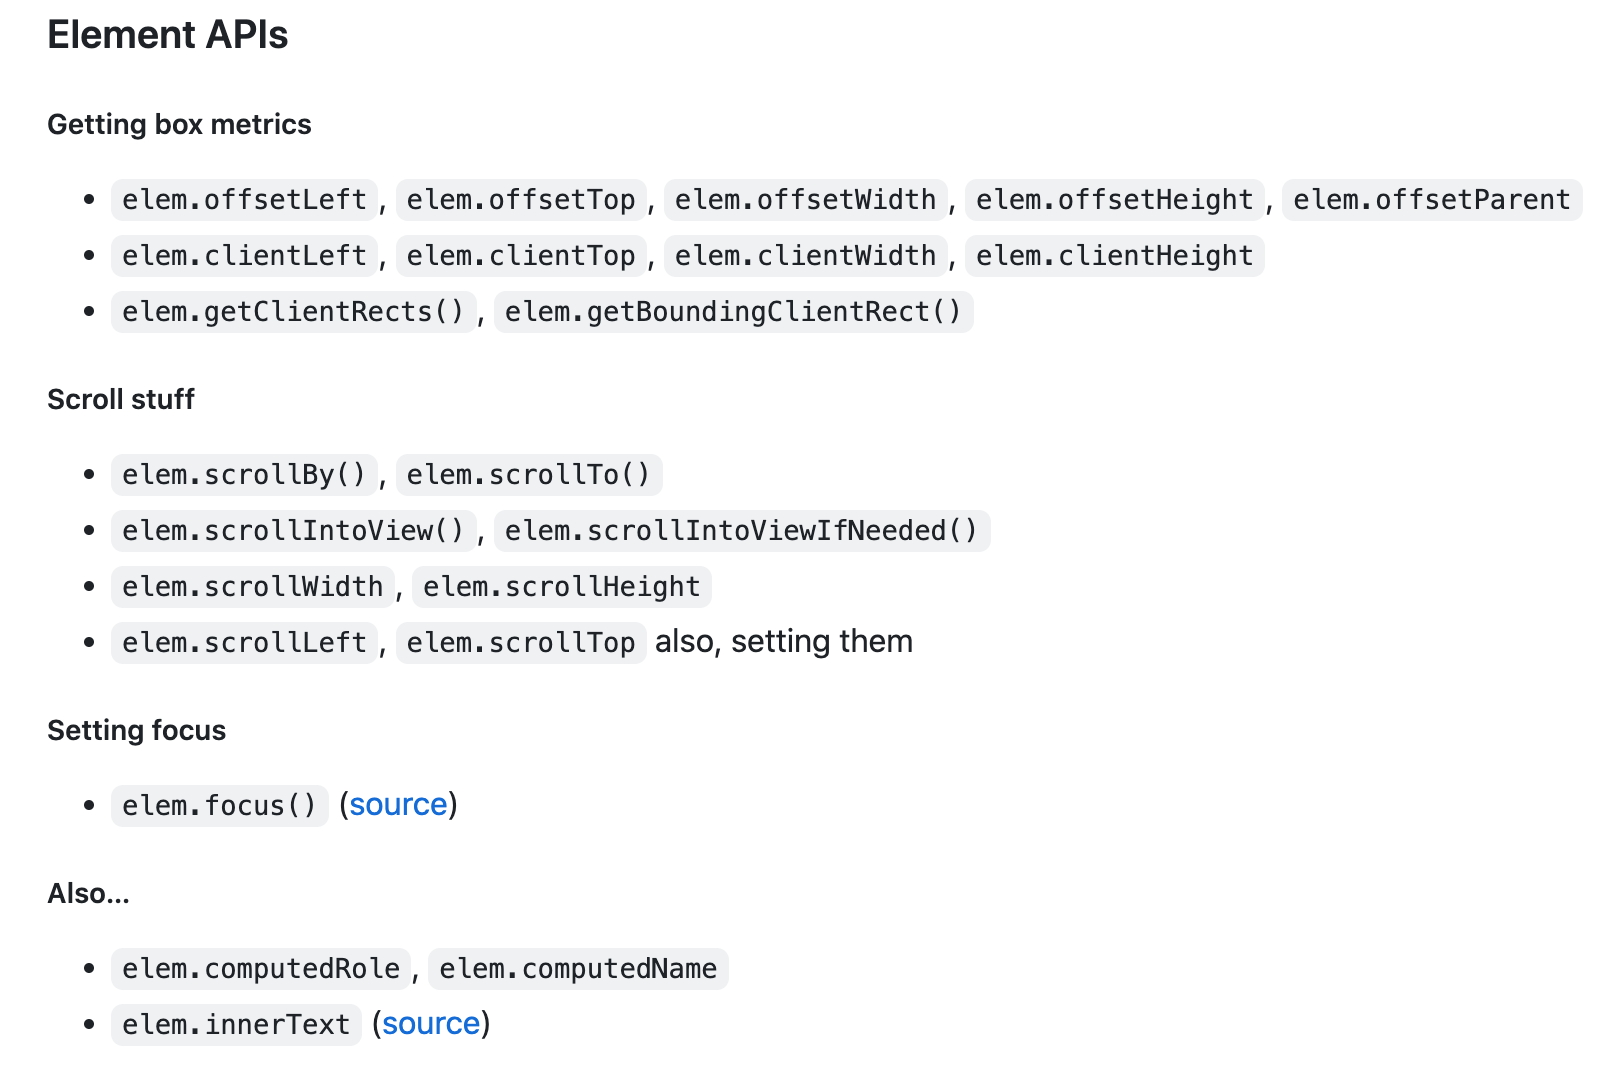 Element APIs
Getting box metrics
• elem.offsetLeft, elem.offsetTop, elem.offsetWidth, elem.offsetHeight, elem.offsetParent
• elem.clientLeft, elem.clientTop, elem.clientWidth, elem.clientHeight
• elem.getClientRects(), elem.getBoundingClientRect()
Scroll stuff
• elem.scrollBy(), elem.scrollTo()
• elem.scrollIntoView(), elem.scrollIntoViewIfNeeded()
• elem.scrollWidth, elem.scrollHeight
• elem.scrollLeft, elem.scrollTop also, setting them
Setting focus
• elem.focus() (source)
Also...
• elem.computedRole, elem.computedName
• elem.innerText (source)